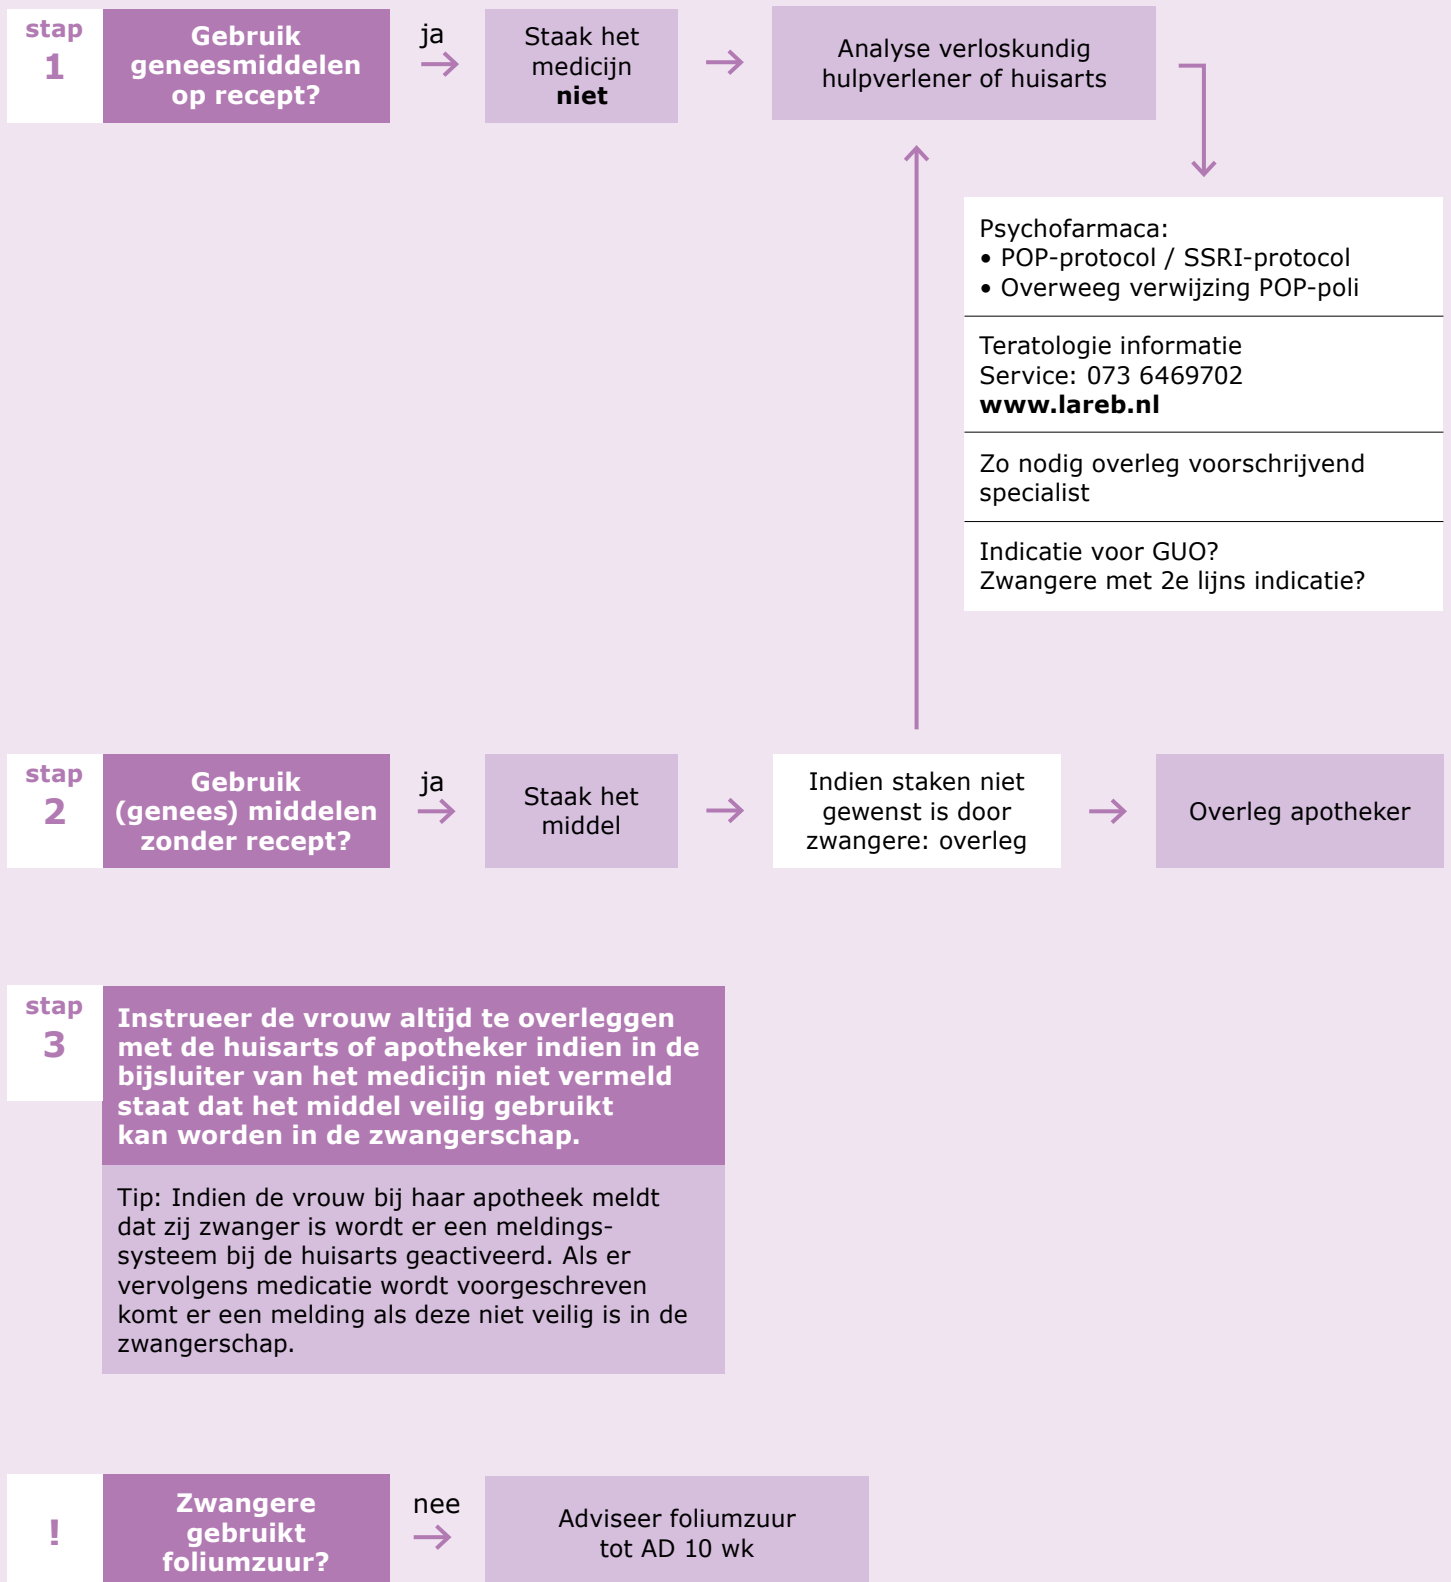 stap
1
Gebruik
geneesmiddelen
op recept?
ja
Staak het
medicijn
niet
Analyse verloskundig
hulpverlener of huisarts
Psychofarmaca:
• POP-protocol / SSRI-protocol
• Overweeg verwijzing POP-poli
Teratologie informatie
Service: 073 6469702
www.lareb.nl
Zo nodig overleg voorschrijvend
specialist
Indicatie voor GUO?
Zwangere met 2e lijns indicatie?
stap
2
Gebruik
(genees) middelen
zonder recept?
ja
Staak het
middel
Indien staken niet
gewenst is door
zwangere: overleg
Overleg apotheker
stap
3
Instrueer de vrouw altijd te overleggen
met de huisarts of apotheker indien in de
bijsluiter van het medicijn niet vermeld
staat dat het middel veilig gebruikt
kan worden in de zwangerschap.
Tip: Indien de vrouw bij haar apotheek meldt
dat zij zwanger is wordt er een meldings-
systeem bij de huisarts geactiveerd. Als er
vervolgens medicatie wordt voorgeschreven
komt er een melding als deze niet veilig is in de
zwangerschap.
!
Zwangere
gebruikt
foliumzuur?
nee
Adviseer foliumzuur
tot AD 10 wk